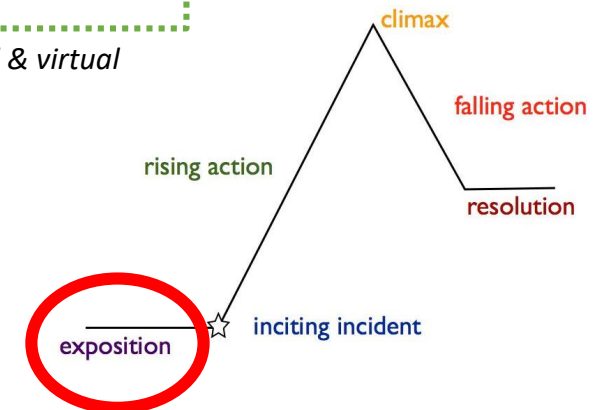 climax
& virtual
falling action
rising action
resolution
inciting incident
exposition